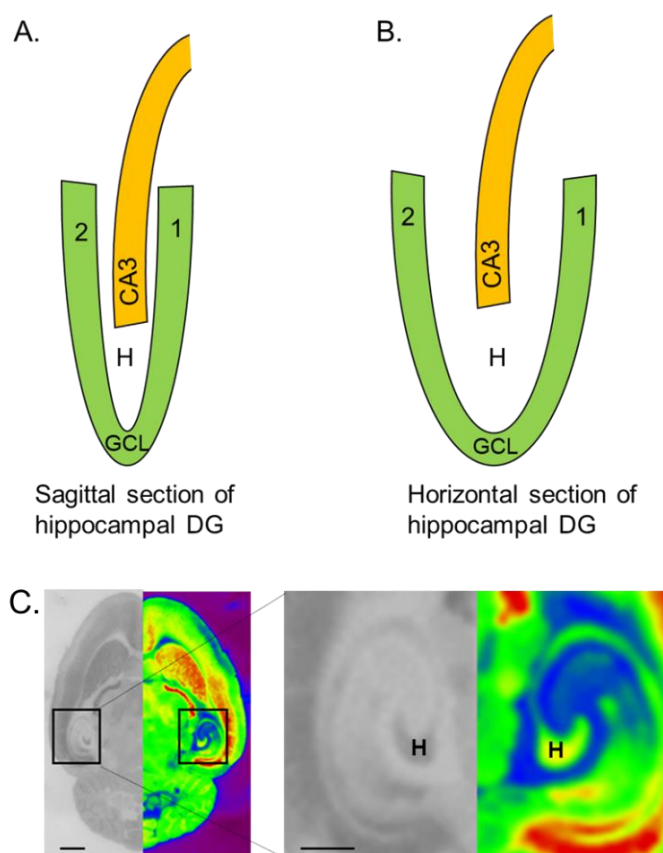 A.
B.
2
1
CA3
H
GCL
2
1
CA3
H
GCL
Sagittal section of
hippocampal DG
Horizontal section of
hippocampal DG
C.
H
H